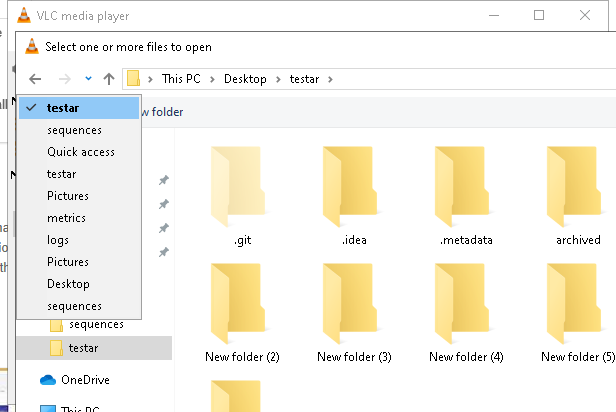 VLC media player
Select one or more files to open
This PC > Desktop > testar >
ew folder
testar
sequences
Quick access
testar
Pictures
metrics
logs
Pictures
Desktop
sequences
sequences
testar
OneDrive
This PC
.git .idea .metadata archived
New folder (2) New folder (3) New folder (4) New folder (5)